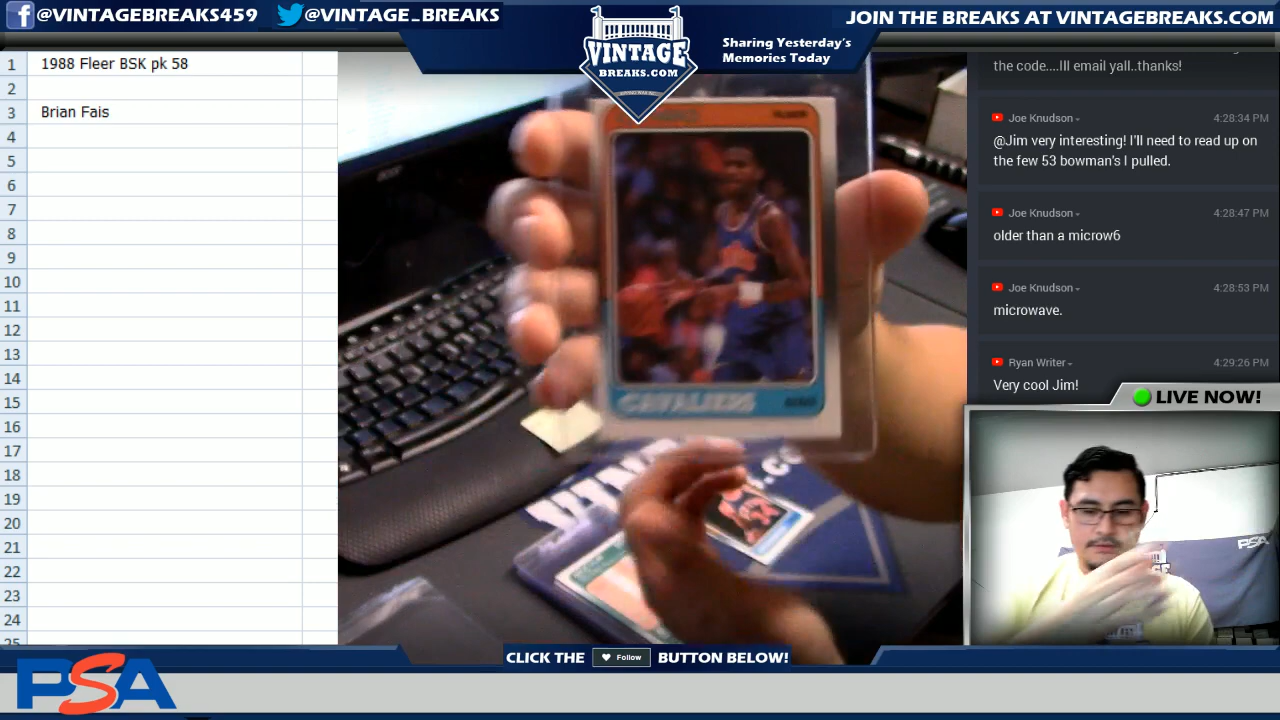 @VINTAGEBREAKS459
@VINTAGE_BREAKS
VINTAGE
BREAKS.COM
Sharing Yesterday's
Memories Today
JOIN THE BREAKS AT VINTAGEBREAKS.COM
1 1988 Fleer BSK pk 58
2
3 Brian Fais
4
5
6
7
8
9
10
11
12
13
14
15
16
17
18
19
20
21
22
23
24
25
CAVALIERS
the code....Ill email yall..thanks!
Joe Knudson 4:28:34 PM
@Jim very interesting! I'll need to read up on
the few 53 bowman's I pulled.
Joe Knudson 4:28:47 PM
older than a microw6
Joe Knudson 4:28:53 PM
microwave.
Ryan Writer 4:29:26 PM
Very cool Jim!
LIVE NOW!
PSA
CLICK THE Follow BUTTON BELOW!
PSA